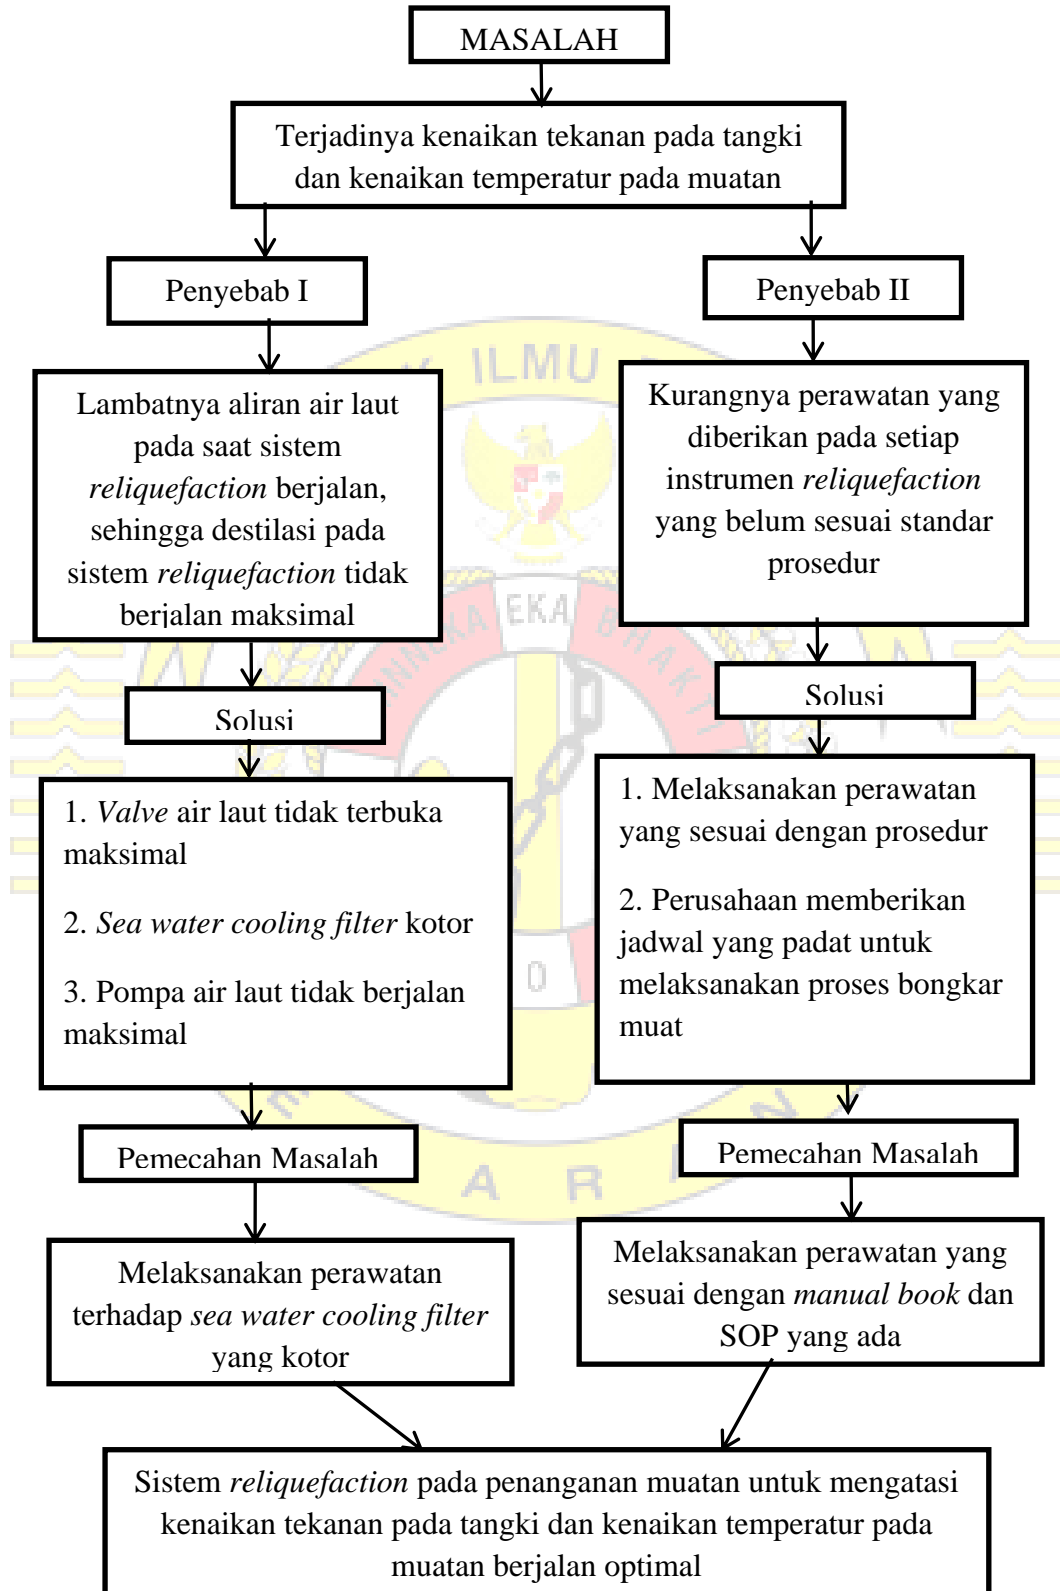 MASALAH
Terjadinya kenaikan tekanan pada tangki
dan kenaikan temperatur pada muatan
Penyebab I
Lambatnya aliran air laut
pada saat sistem
reliquefaction berjalan,
sehingga destilasi pada
sistem reliquefaction tidak
berjalan maksimal
Solusi
1. Valve air laut tidak terbuka
maksimal
2. Sea water cooling filter kotor
3. Pompa air laut tidak berjalan
maksimal
Pemecahan Masalah
Melaksanakan perawatan
terhadap sea water cooling filter
yang kotor
Penyebab II
Kurangnya perawatan yang
diberikan pada setiap
instrumen reliquefaction
yang belum sesuai standar
prosedur
Solusi
1. Melaksanakan perawatan
yang sesuai dengan prosedur
2. Perusahaan memberikan
jadwal yang padat untuk
melaksanakan proses bongkar
muat
Pemecahan Masalah
Melaksanakan perawatan yang
sesuai dengan manual book dan
SOP yang ada
Sistem reliquefaction pada penanganan muatan untuk mengatasi
kenaikan tekanan pada tangki dan kenaikan temperatur pada
muatan berjalan optimal
ILMU
EKA